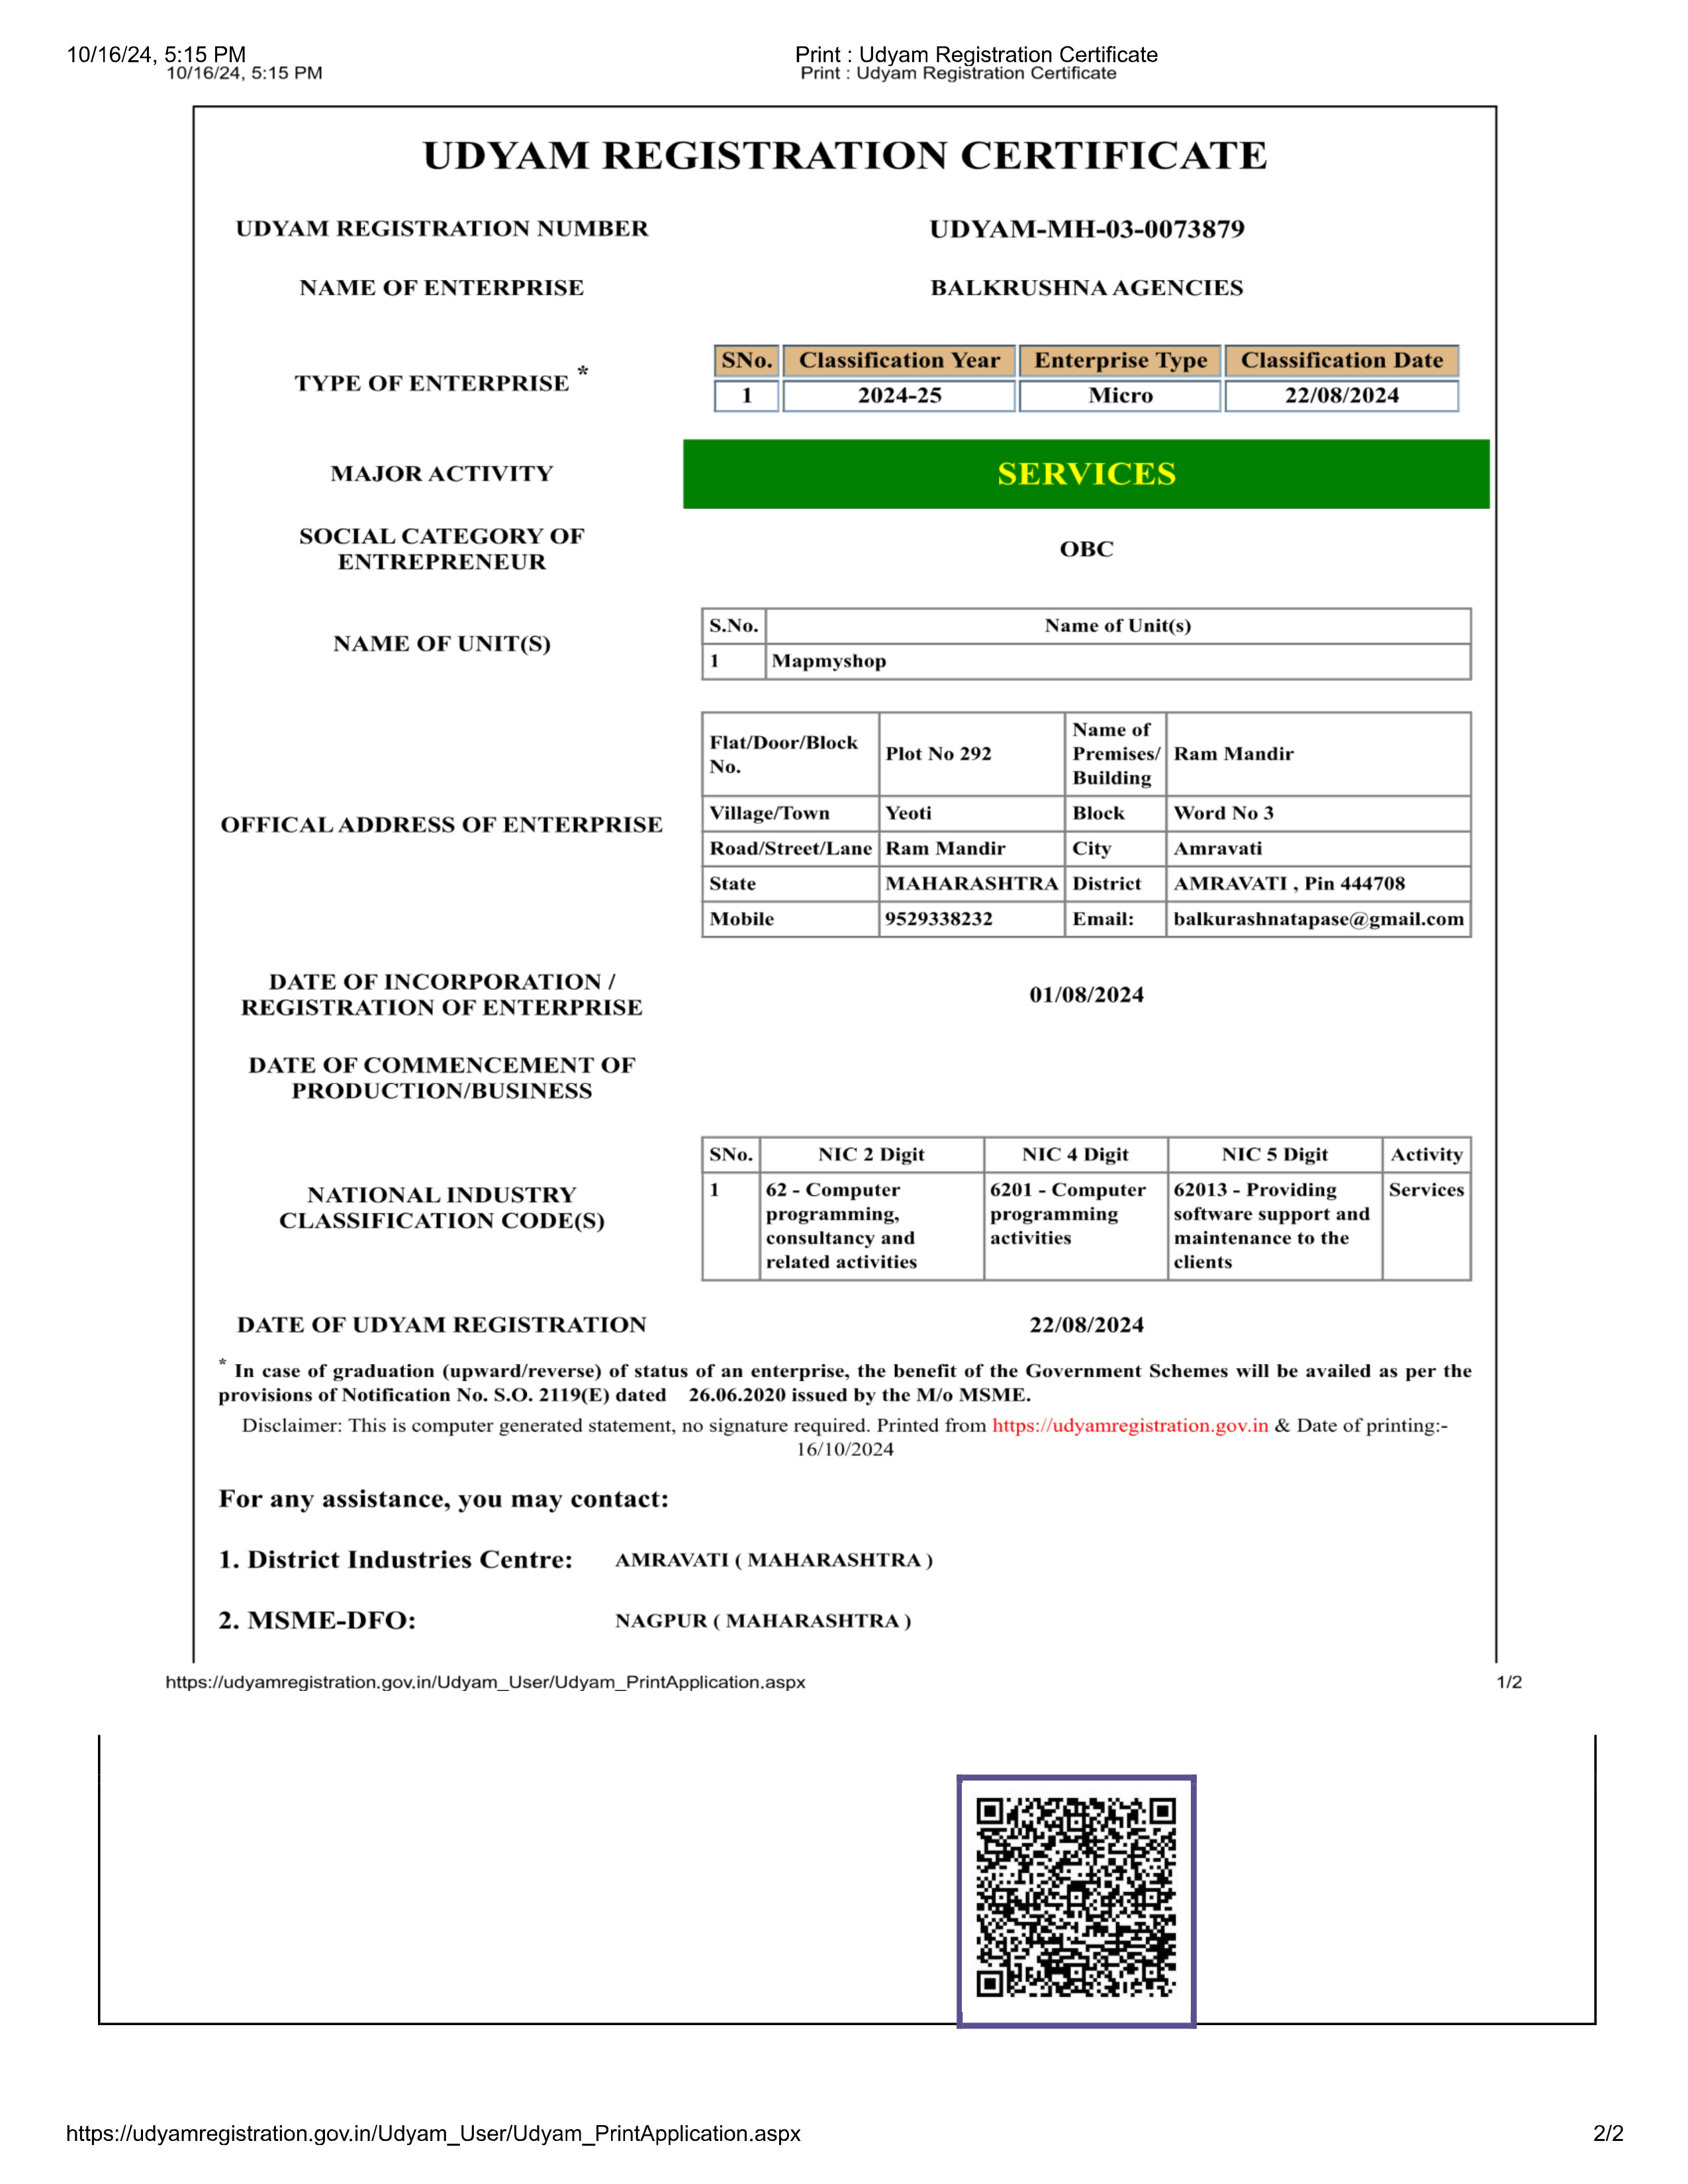 10/16/24, 5:15 PM Print : Udyam Registration Certificate
10/16/24, 5:15 PM Print : Udyam Registration Certificate
UDYAM REGISTRATION CERTIFICATE
UDYAM REGISTRATION NUMBER UDYAM-MH-03-0073879
NAME OF ENTERPRISE BALKRUSHNA AGENCIES
TYPE OF ENTERPRISE *
SNo. Classification Year Enterprise Type Classification Date
1 2024-25 Micro 22/08/2024
MAJOR ACTIVITY SERVICES
SOCIAL CATEGORY OF
ENTREPRENEUR
OBC
NAME OF UNIT(S)
S.No. Name of Unit(s)
1 Mapmyshop
OFFICAL ADDRESS OF ENTERPRISE
Flat/Door/Block
No.
Plot No 292
Name of
Premises/
Building
Ram Mandir
Village/Town Yeoti Block Word No 3
Road/Street/Lane Ram Mandir City Amravati
State MAHARASHTRA District AMRAVATI , Pin 444708
Mobile 9529338232 Email: balkurashnatapase@gmail.com
DATE OF INCORPORATION /
REGISTRATION OF ENTERPRISE
01/08/2024
DATE OF COMMENCEMENT OF
PRODUCTION/BUSINESS
NATIONAL INDUSTRY
CLASSIFICATION CODE(S)
SNo. NIC 2 Digit NIC 4 Digit NIC 5 Digit Activity
1 62 - Computer 6201 - Computer 62013 - Providing Services
programming, programming software support and
consultancy and activities maintenance to the
related activities clients
DATE OF UDYAM REGISTRATION 22/08/2024
* In case of graduation (upward/reverse) of status of an enterprise, the benefit of the Government Schemes will be availed as per the
provisions of Notification No. S.O. 2119(E) dated 26.06.2020 issued by the M/o MSME.
Disclaimer: This is computer generated statement, no signature required. Printed from https://udyamregistration.gov.in & Date of printing:-
16/10/2024
For any assistance, you may contact:
1. District Industries Centre: AMRAVATI ( MAHARASHTRA )
2. MSME-DFO: NAGPUR ( MAHARASHTRA )
https://udyamregistration.gov.in/Udyam_User/Udyam_PrintApplication.aspx 1/2
https://udyamregistration.gov.in/Udyam_User/Udyam_PrintApplication.aspx 2/2